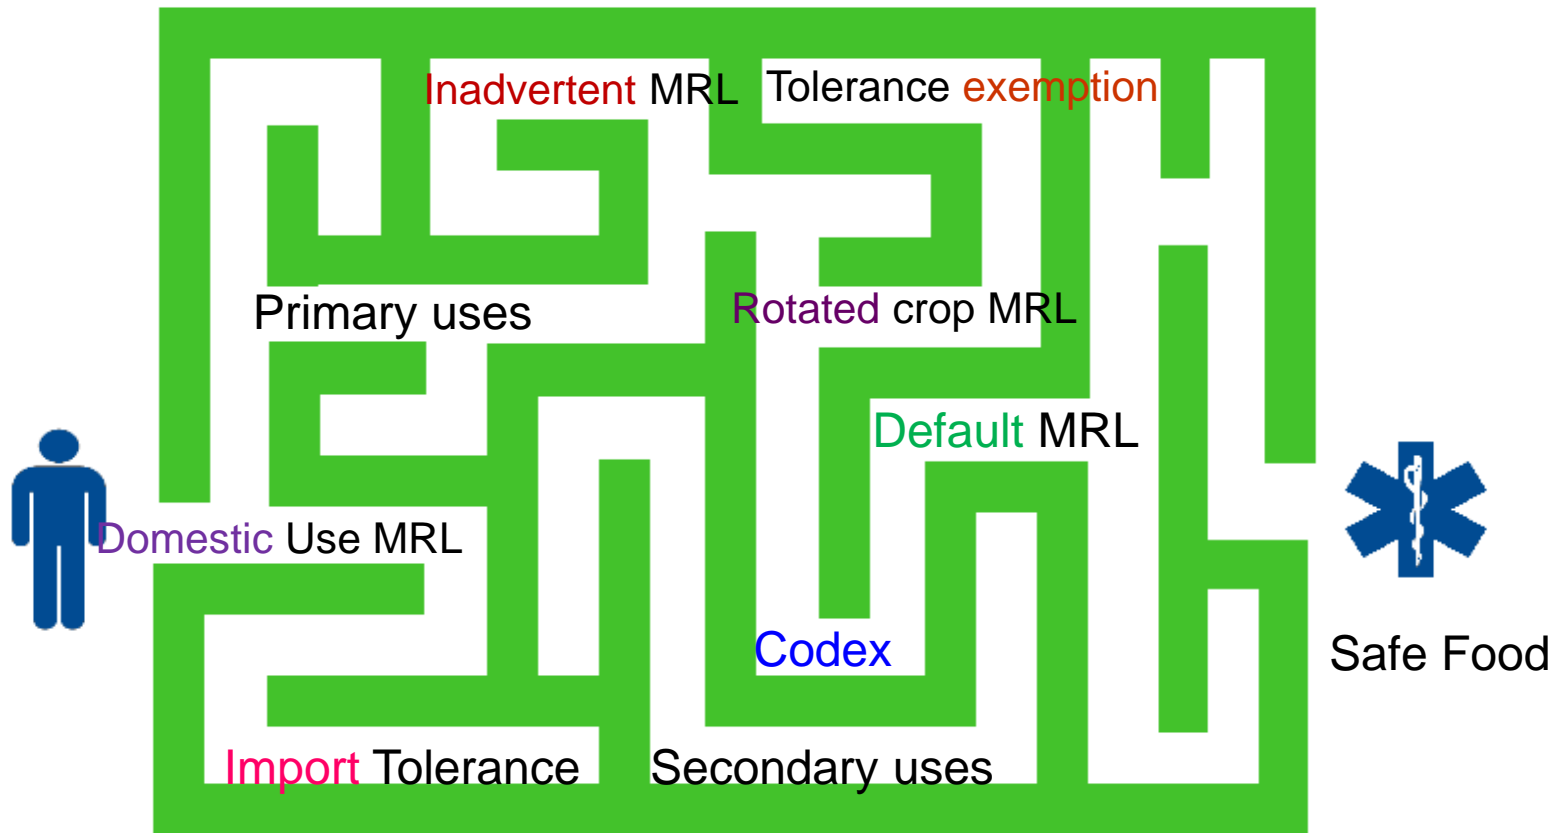 Inadvertent MRL
Tolerance exemption
Primary uses
Rotated crop MRL
Default MRL
Domestic Use MRL
Codex
Safe Food
Import Tolerance
Secondary uses